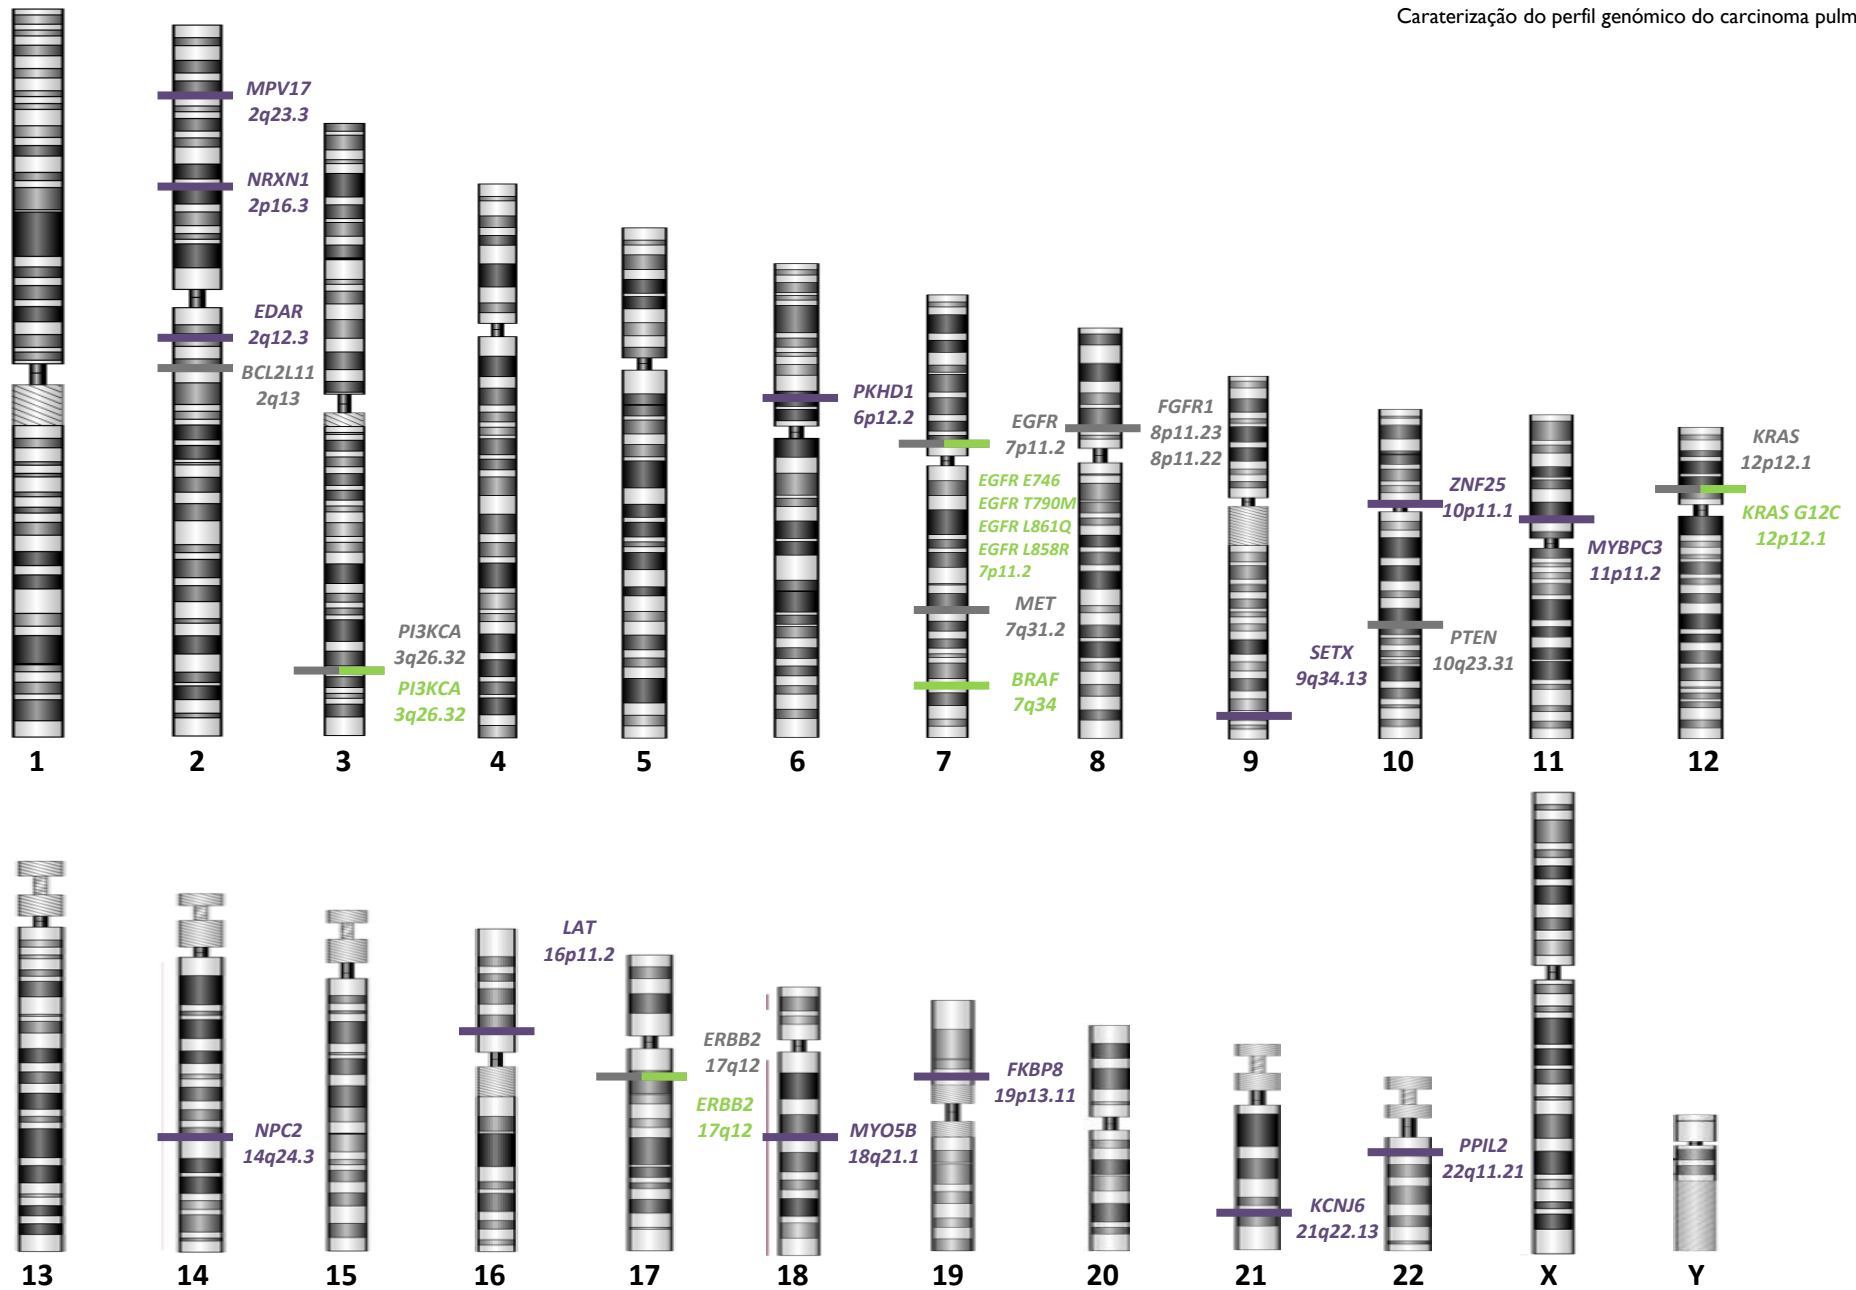 Caraterização do perfil genómico do carcinoma pulm
MPV17
2q23.3
NRXN1
2p16.3
EDAR
2q12.3
BCL2L11
2q13
PI3KCA
3q26.32
PI3KCA
3q26.32
PKHD1
6p12.2
EGFR
7p11.2
EGFR E746
EGFR T790M
EGFR L861Q
EGFR L858R
7p11.2
MET
7q31.2
BRAF
7q34
FGFR1
8p11.23
8p11.22
SETX
9q34.13
ZNF25
10p11.1
PTEN
10q23.31
MYBPC3
11p11.2
KRAS
12p12.1
KRAS G12C
12p12.1
1 2 3 4 5 6 7 8 9 10 11 12
NPC2
14q24.3
LAT
16p11.2
ERBB2
17q12
ERBB2
17q12
MYO5B
18q21.1
FKBP8
19p13.11
KCNJ6
21q22.13
PPIL2
22q11.21
13 14 15 16 17 18 19 20 21 22 X Y